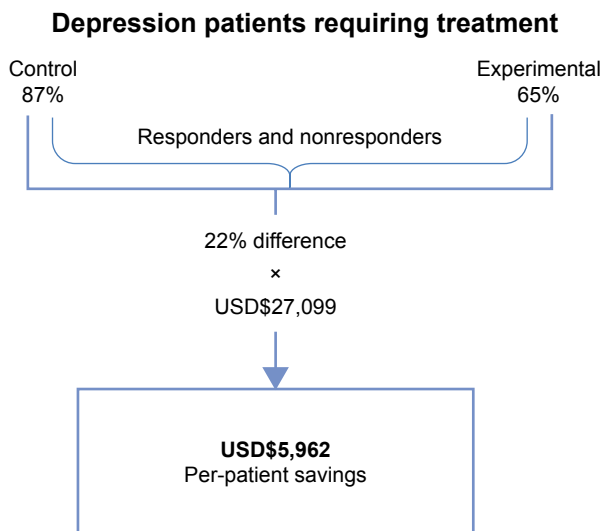 Depression patients requiring treatment
Control
87%
Experimental
65%
Responders and nonresponders
22% difference
×
USD$27,099
USD$5,962
Per-patient savings